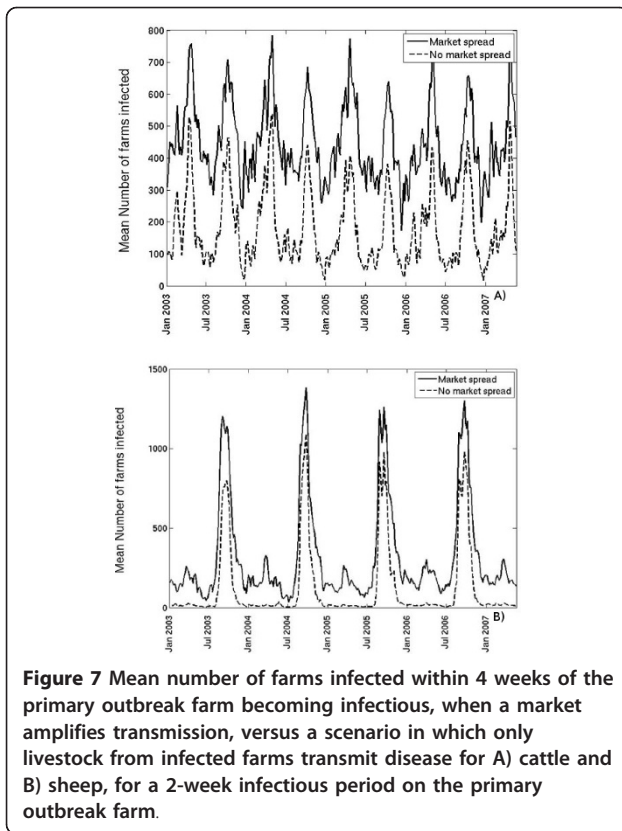 800
700
600
500
400
300
200
100
0
Mean Number of farms infected
Market spread
No market spread
Jan 2003
Jul 2003
Jan 2004
Jul 2004
Jan 2005
Jul 2005
Jan 2006
Jul 2006
Jan 2007
A)
1500
1000
500
0
Mean Number of farms infected
Market spread
No market spread
Jan 2003
Jul 2003
Jan 2004
Jul 2004
Jan 2005
Jul 2005
Jan 2006
Jul 2006
Jan 2007
B)
Figure 7 Mean number of farms infected within 4 weeks of the
primary outbreak farm becoming infectious, when a market
amplifies transmission, versus a scenario in which only
livestock from infected farms transmit disease for A) cattle and
B) sheep, for a 2-week infectious period on the primary
outbreak farm.